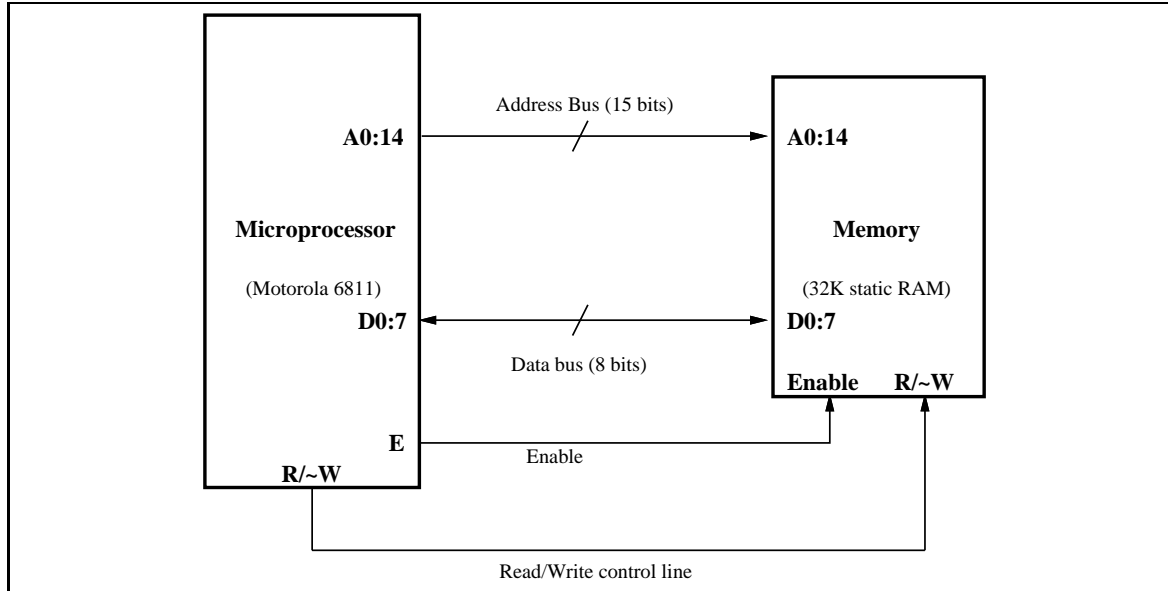 Address Bus (15 bits)
A0:14
A0:14
Microprocessor
Memory
(Motorola 6811)
(32K static RAM)
D0:7
D0:7
Data bus (8 bits)
Enable
R/~W
E
Enable
R/~W
Read/Write control line